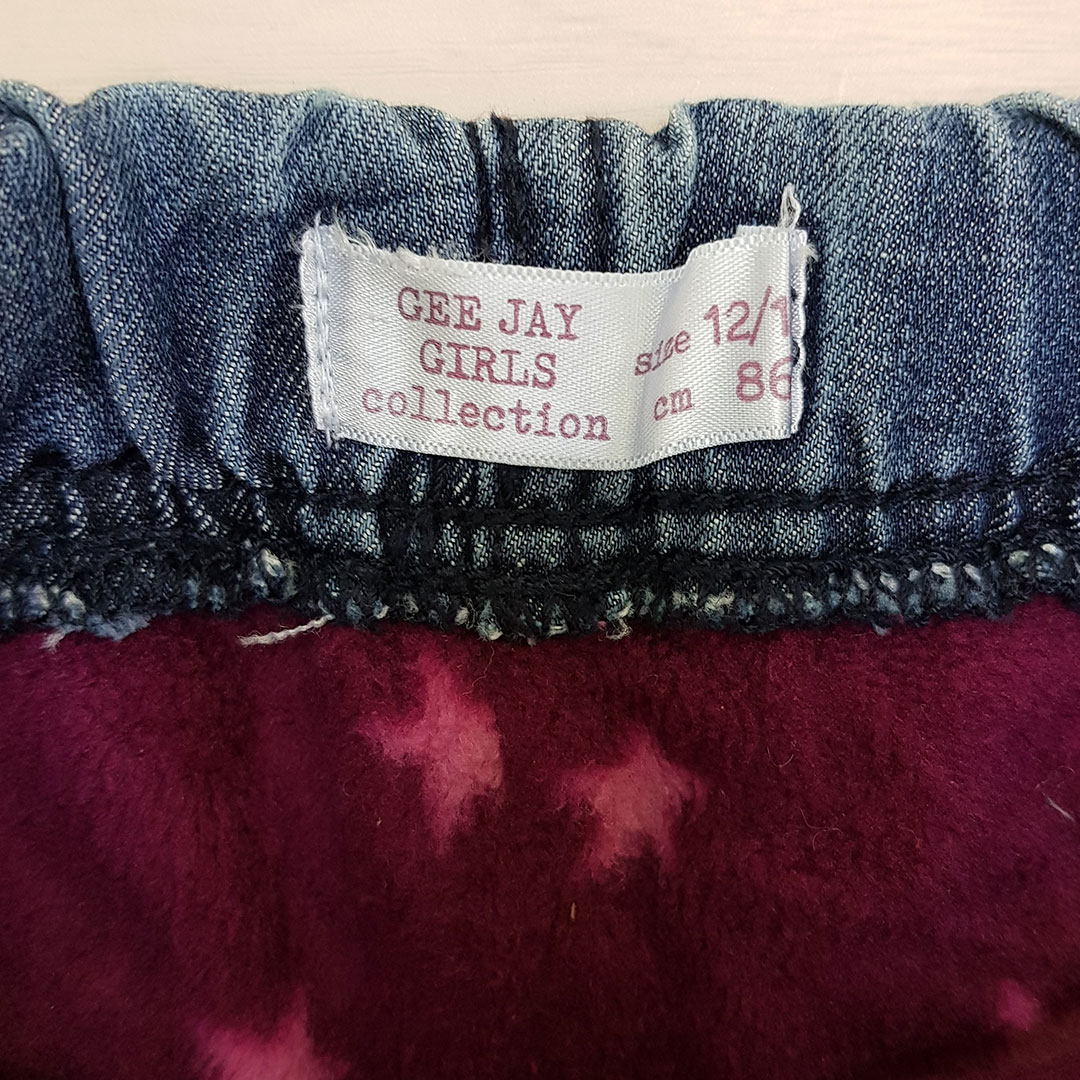 GEE JAY
GIRLS
collection
size 12/1
cm 86